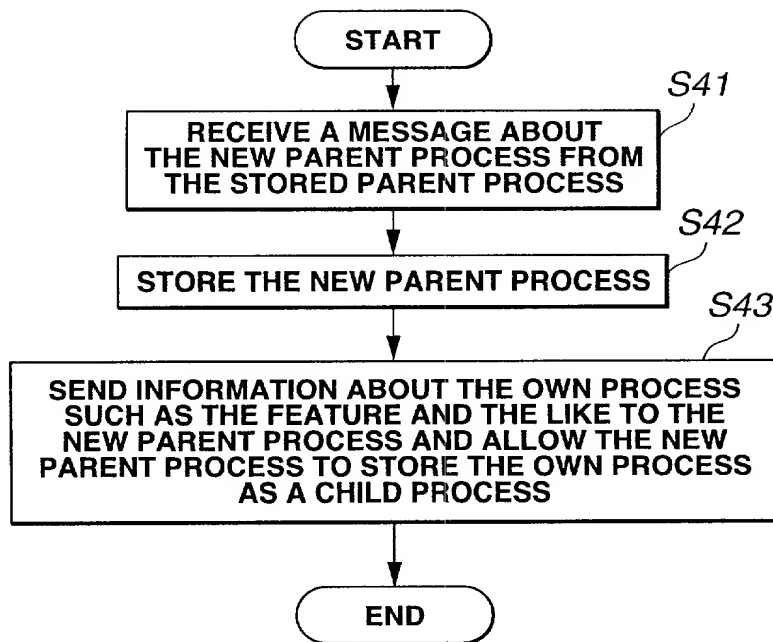 START
S41
RECEIVE A MESSAGE ABOUT
THE NEW PARENT PROCESS FROM
THE STORED PARENT PROCESS
S42
STORE THE NEW PARENT PROCESS
S43
SEND INFORMATION ABOUT THE OWN PROCESS
SUCH AS THE FEATURE AND THE LIKE TO THE
NEW PARENT PROCESS AND ALLOW THE NEW
PARENT PROCESS TO STORE THE OWN PROCESS
AS A CHILD PROCESS
END